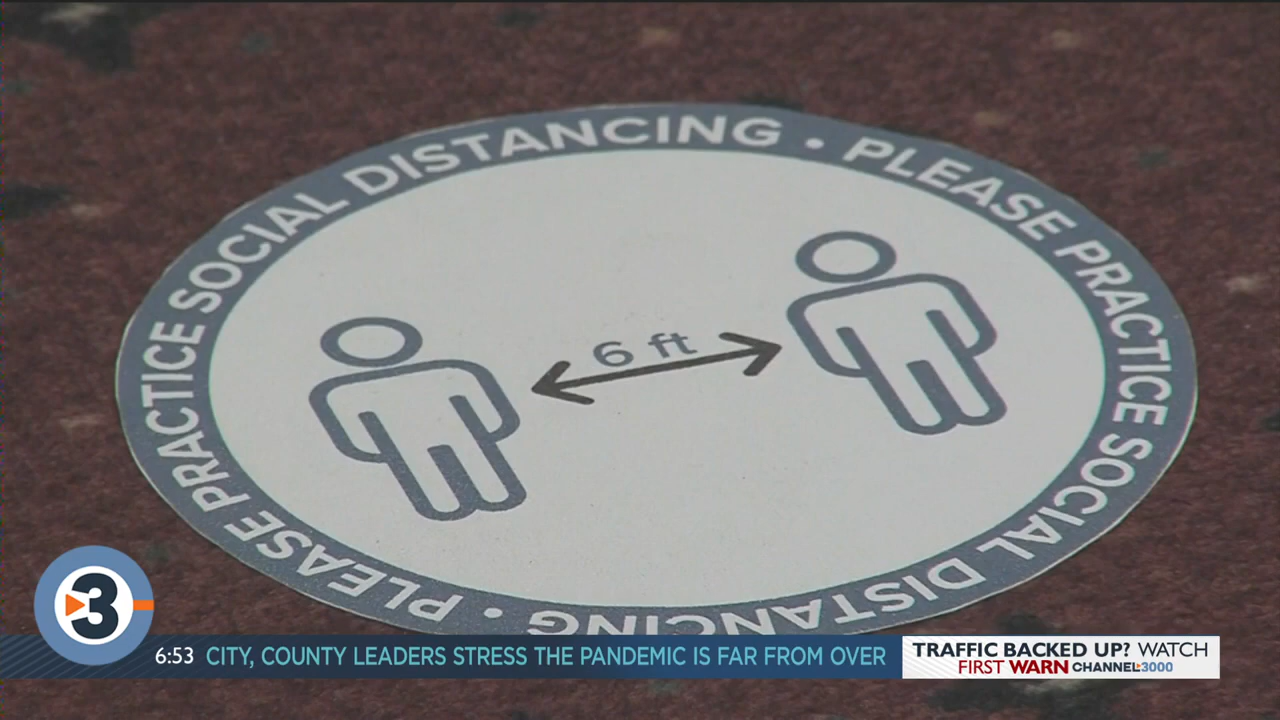 PLEASE PRACTICE SOCIAL DISTANCING • PLEASE PRACTICE SOCIAL DISTANCING •
6 ft
3
6:53 CITY, COUNTY LEADERS STRESS THE PANDEMIC IS FAR FROM OVER
TRAFFIC BACKED UP? WATCH
FIRST WARN CHANNEL3000